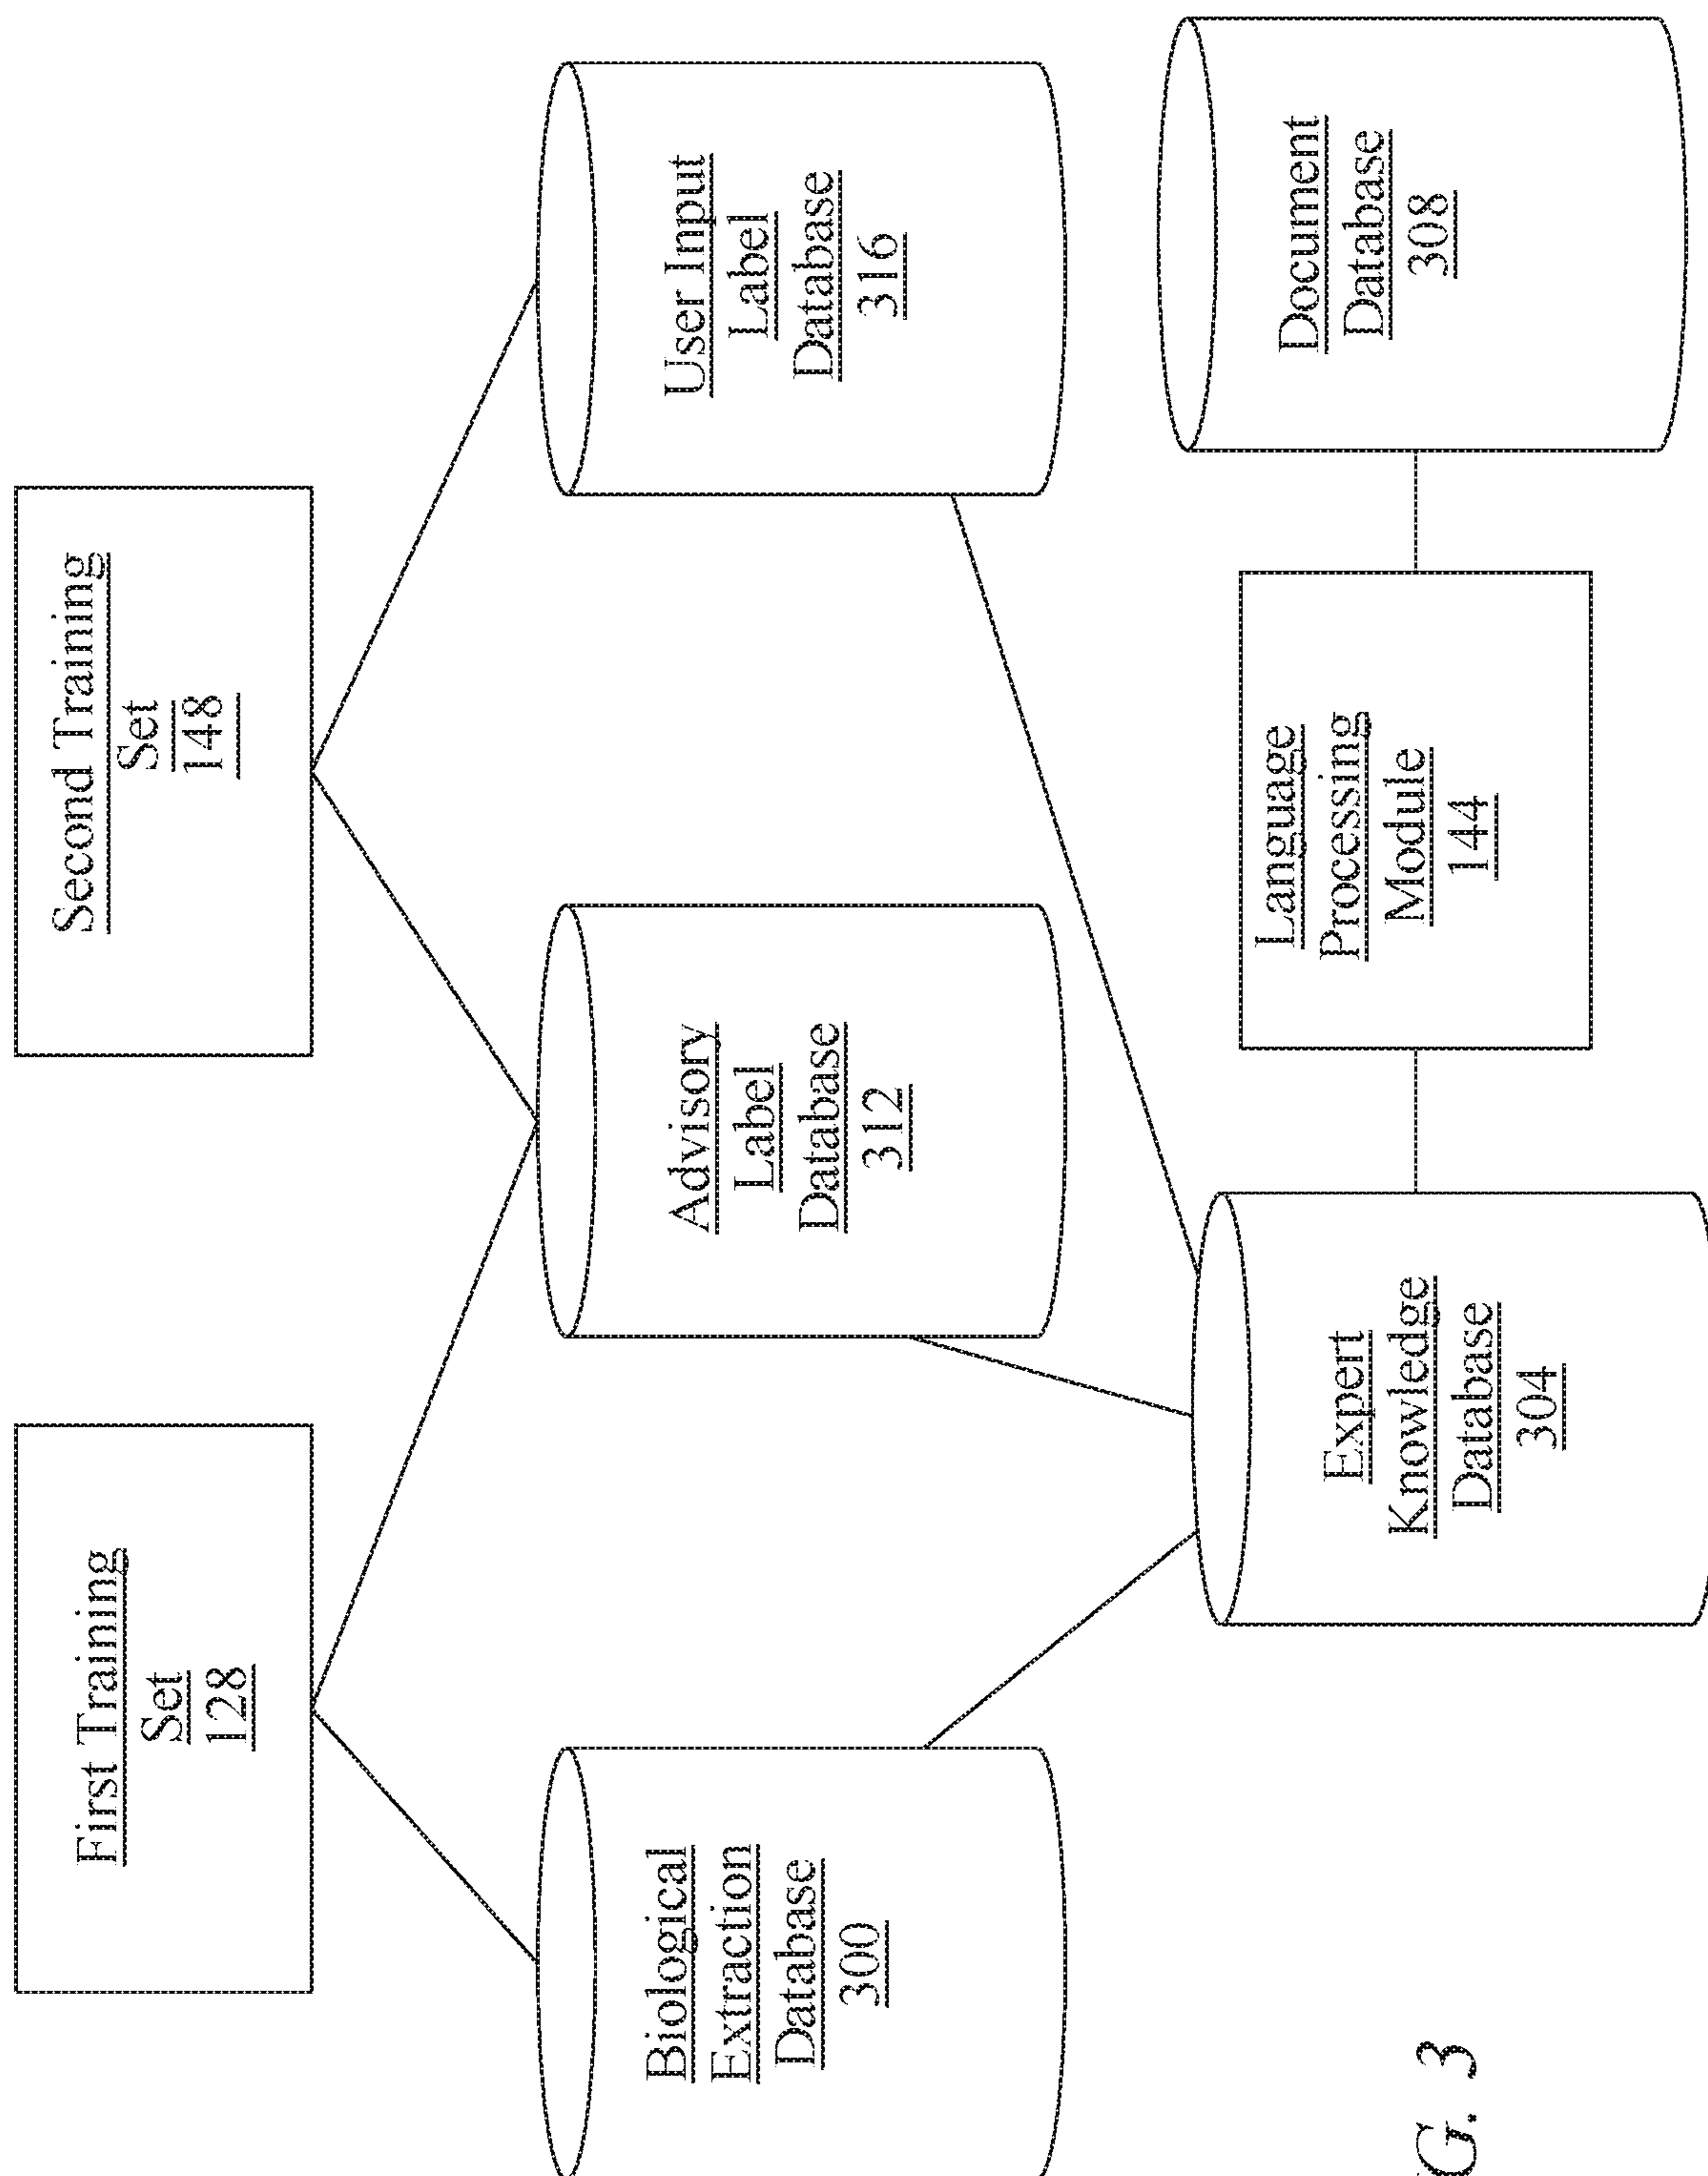 First Training
Set
128
Second Training
Set
148
Biological
Extraction
Database
300
Advisory
Label
Database
312
User Input
Label
Database
316
Expert
Knowledge
Database
304
Language
Processing
Module
144
Document
Database
308
G. 3